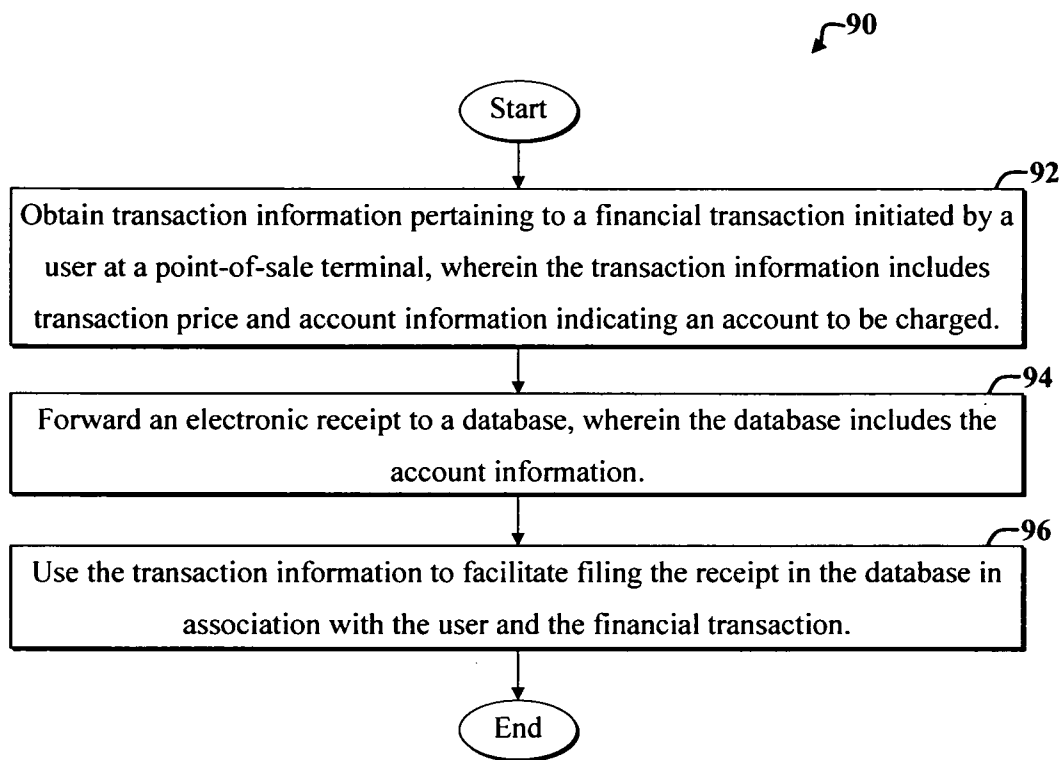 90
Start
92
Obtain transaction information pertaining to a financial transaction initiated by a
user at a point-of-sale terminal, wherein the transaction information includes
transaction price and account information indicating an account to be charged.
94
Forward an electronic receipt to a database, wherein the database includes the
account information.
96
Use the transaction information to facilitate filing the receipt in the database in
association with the user and the financial transaction.
End